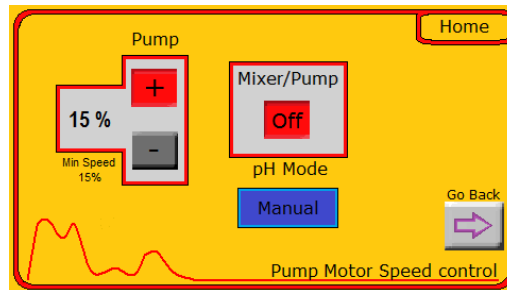 Home
Pump
+
15 %
-
Min Speed
15%
Mixer/Pump
Off
pH Mode
Manual
Go Back
Pump Motor Speed control